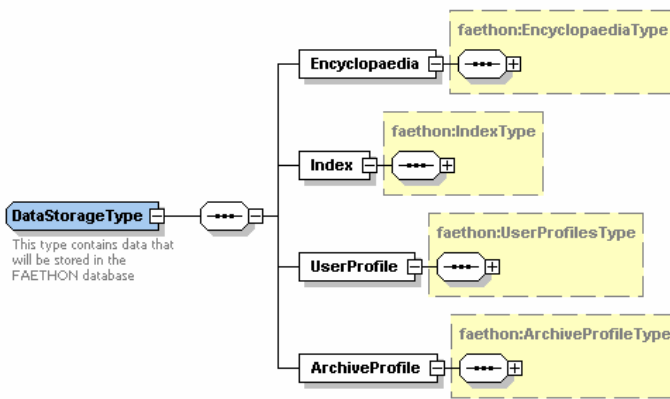 faethon:EncyclopaediaType
Encyclopaedia
faethon:IndexType
Index
DataStorageType
This type contains data that
will be stored in the
FAETHON database
faethon:UserProfilesType
UserProfile
faethon:ArchiveProfileType
ArchiveProfile